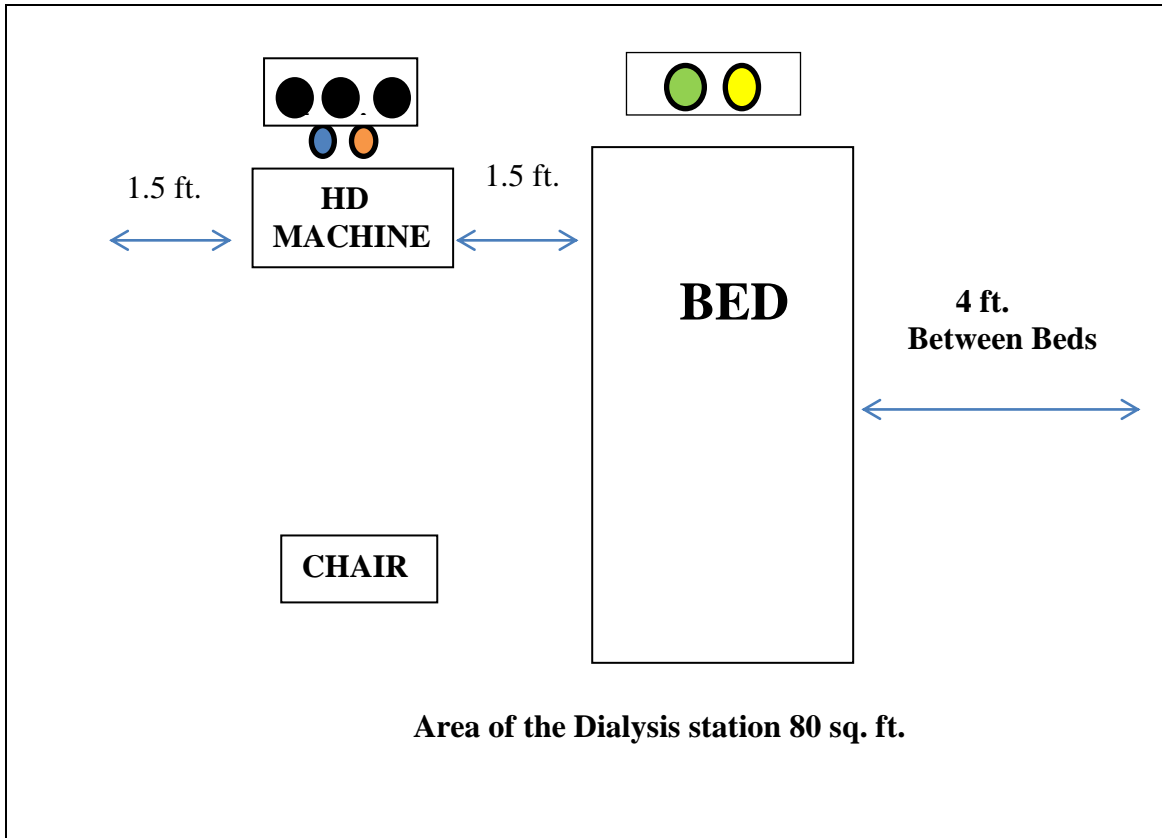 1.5 ft.
HD
MACHINE
1.5 ft.
BED
4 ft.
Between Beds
CHAIR
Area of the Dialysis station 80 sq. ft.